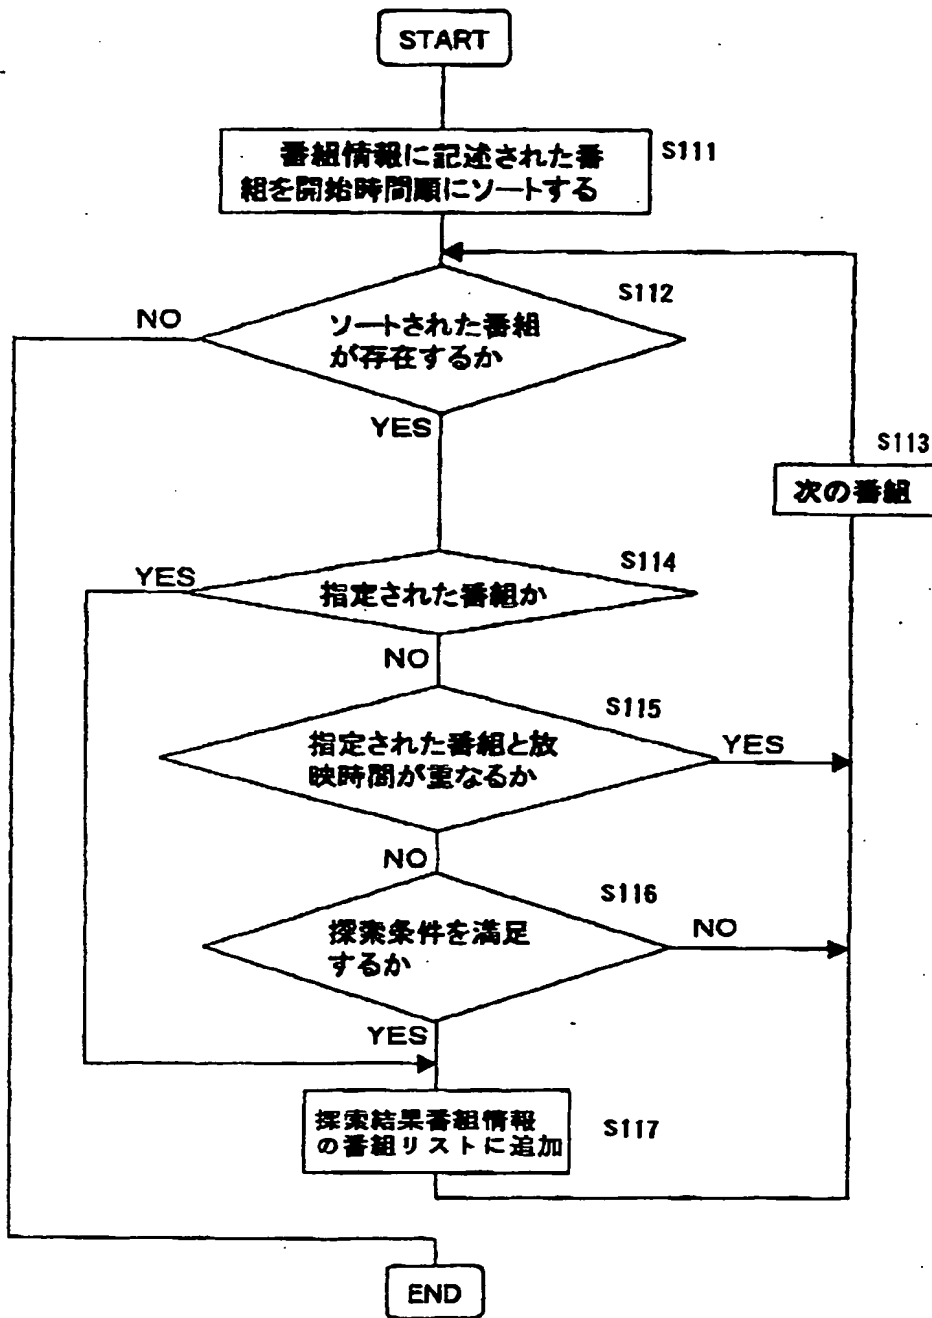 START
番組情報に記述された番
組を開始時間順にソートする
S111
S112
NO
ソートされた番組
が存在するか
YES
S113
次の番組
S114
YES
指定された番組か
NO
S115
指定された番組と放
映時間が重なるか
YES
NO
S116
探索条件を満足
するか
NO
YES
探索結果番組情報
の番組リストに追加
S117
END